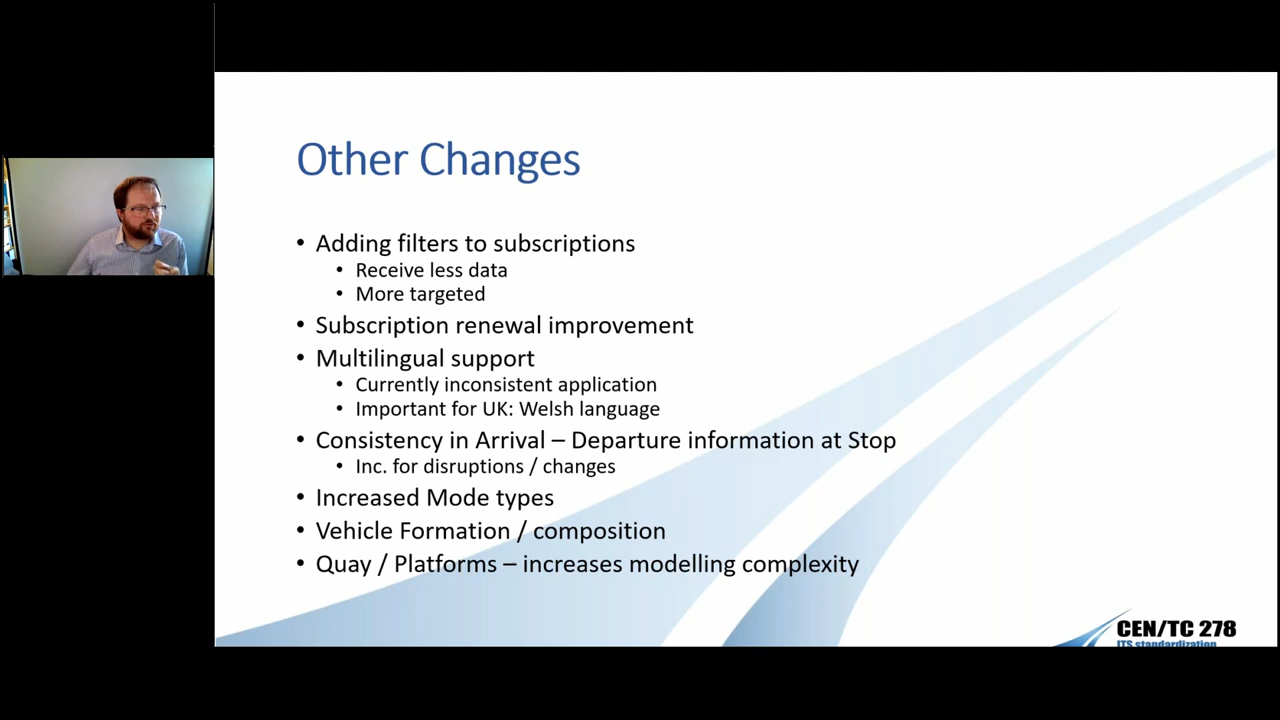 Other Changes
• Adding filters to subscriptions
• Receive less data
• More targeted
• Subscription renewal improvement
• Multilingual support
• Currently inconsistent application
• Important for UK: Welsh language
• Consistency in Arrival – Departure information at Stop
• Inc. for disruptions / changes
• Increased Mode types
• Vehicle Formation / composition
• Quay / Platforms – increases modelling complexity
CEN/TC 278
ITS standardization